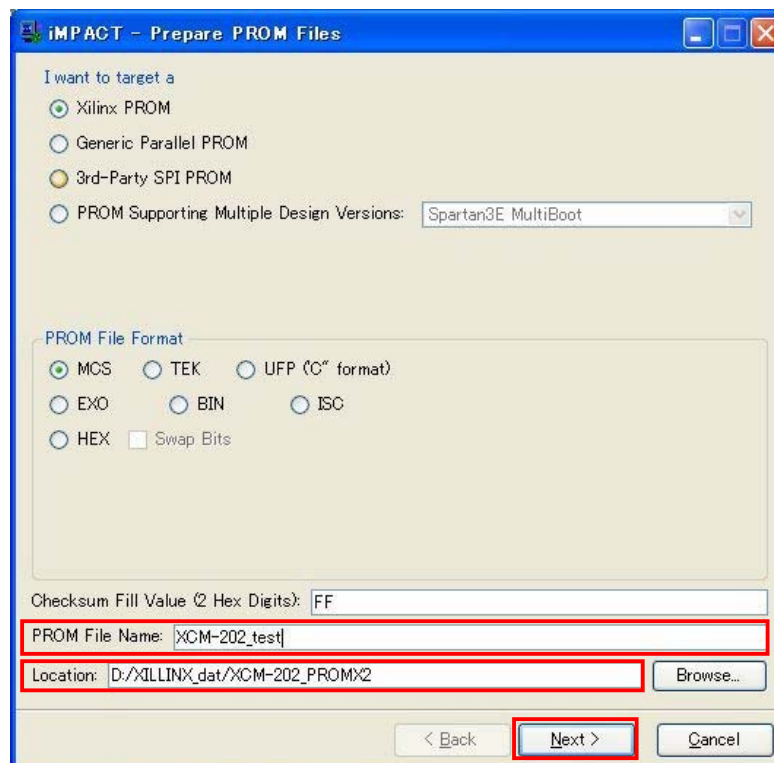 iMPACT - Prepare PROM Files
I want to target a
Xilinx PROM
Generic Parallel PROM
3rd-Party SPI PROM
PROM Supporting Multiple Design Versions: Spartan3E MultiBoot
PROM File Format
MCS TEK UFP ("C" format)
EXO BIN ISC
HEX Swap Bits
Checksum Fill Value (2 Hex Digits): FF
PROM File Name: XCM-202_test
Location: D:/XILLINX_dat/XCM-202_PROMX2 Browse...
< Back Next > Cancel